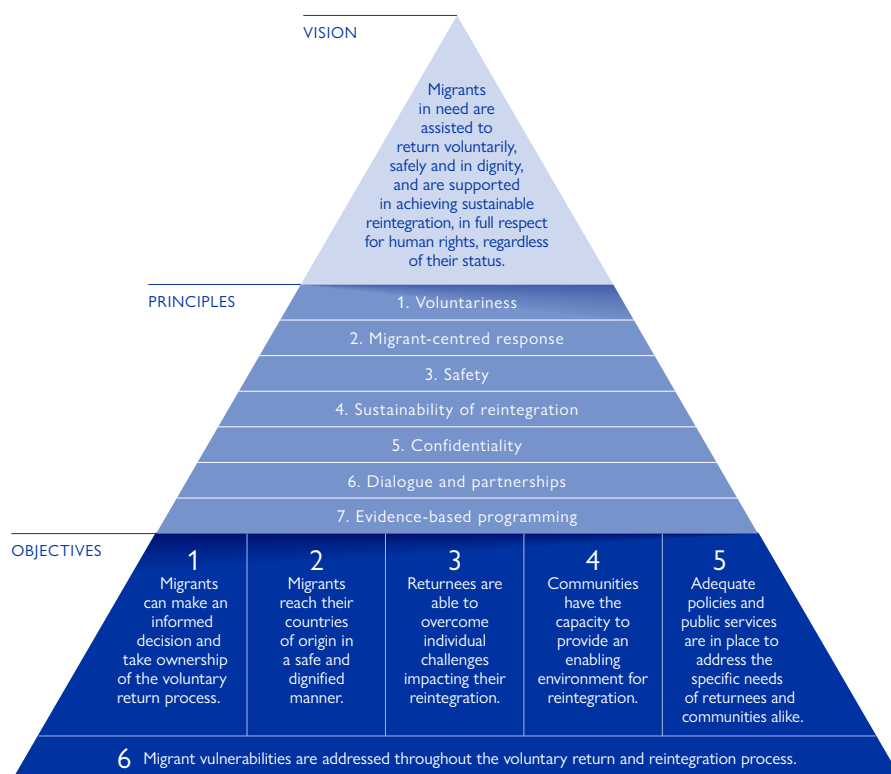 VISION
Migrants
in need are
assisted to
return voluntarily,
safely and in dignity,
and are supported
in achieving sustainable
reintegration, in full respect
for human rights, regardless
of their status.
PRINCIPLES
1. Voluntariness
2. Migrant-centred response
3. Safety
4. Sustainability of reintegration
5. Confidentiality
6. Dialogue and partnerships
7. Evidence-based programming
OBJECTIVES
1
Migrants
can make an
informed
decision and
take ownership
of the voluntary
return process.
2
Migrants
reach their
countries
of origin in
a safe and
dignified
manner.
3
Returnees are
able to
overcome
individual
challenges
impacting their
reintegration.
4
Communities
have the
capacity to
provide an
enabling
environment for
reintegration.
5
Adequate
policies and
public services
are in place to
address the
specific needs
of returnees and
communities alike.
6 Migrant vulnerabilities are addressed throughout the voluntary return and reintegration process.